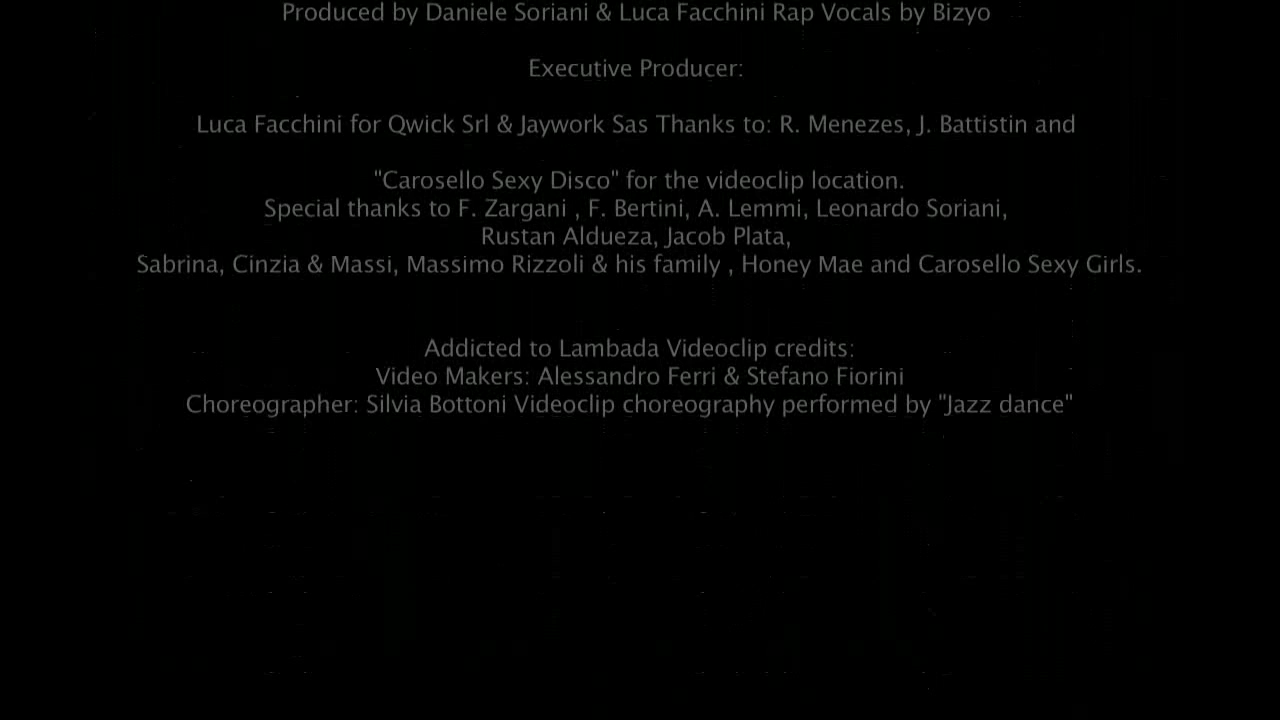 Produced by Daniele Soriani & Luca Facchini Rap Vocals by Bizyo
Executive Producer:
Luca Facchini for Qwick Srl & Jaywork Sas Thanks to: R. Menezes, J. Battistin and
"Carosello Sexy Disco" for the videoclip location.
Special thanks to F. Zargani , F. Bertini, A. Lemmi, Leonardo Soriani,
Rustan Aldueza, Jacob Plata,
Sabrina, Cinzia & Massi, Massimo Rizzoli & his family , Honey Mae and Carosello Sexy Girls.
Addicted to Lambada Videoclip credits:
Video Makers: Alessandro Ferri & Stefano Fiorini
Choreographer: Silvia Bottoni Videoclip choreography performed by "Jazz dance"